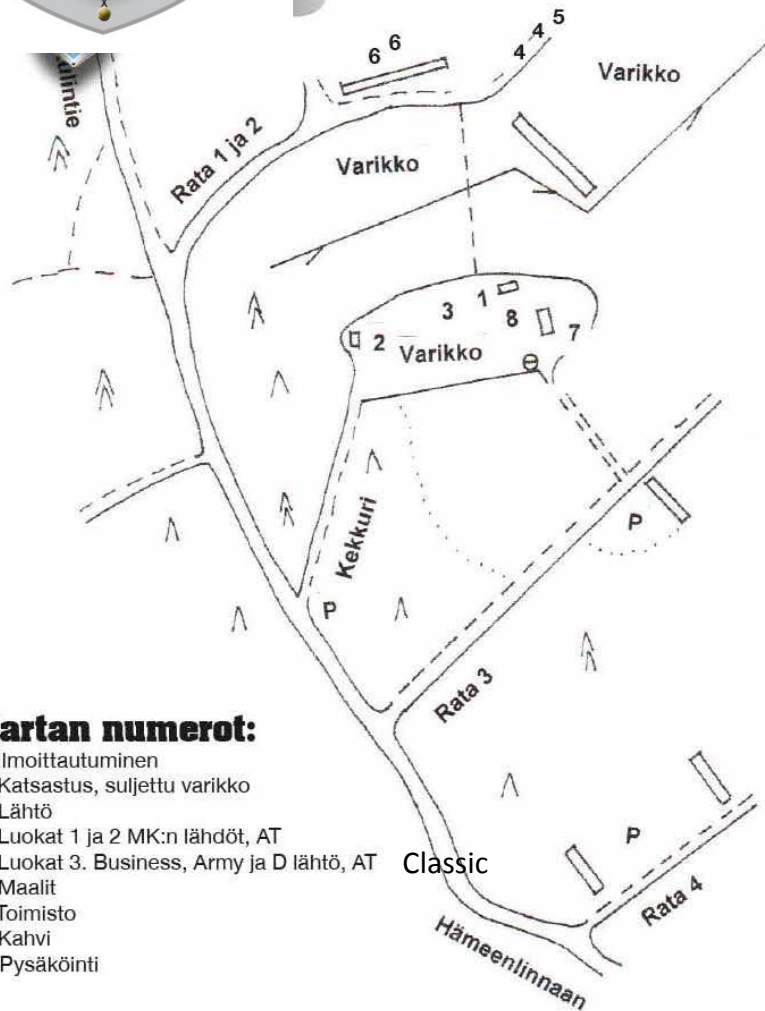 x
6 6
4 4 5
Varikko
Rata 1 ja 2
Varikko
3 1 8 7
2
Varikko
Kekkuri
P
P
Rata 3
P
Rata 4
Hämeenlinnaan
artan numerot:
Ilmoittautuminen
Katsastus, suljettu varikko
Lähtö
Luokat 1 ja 2 MK:n lähdöt, AT
Luokat 3. Business, Army ja D lähtö, AT Classic
Maalit
Toimisto
Kahvi
Pysäköinti